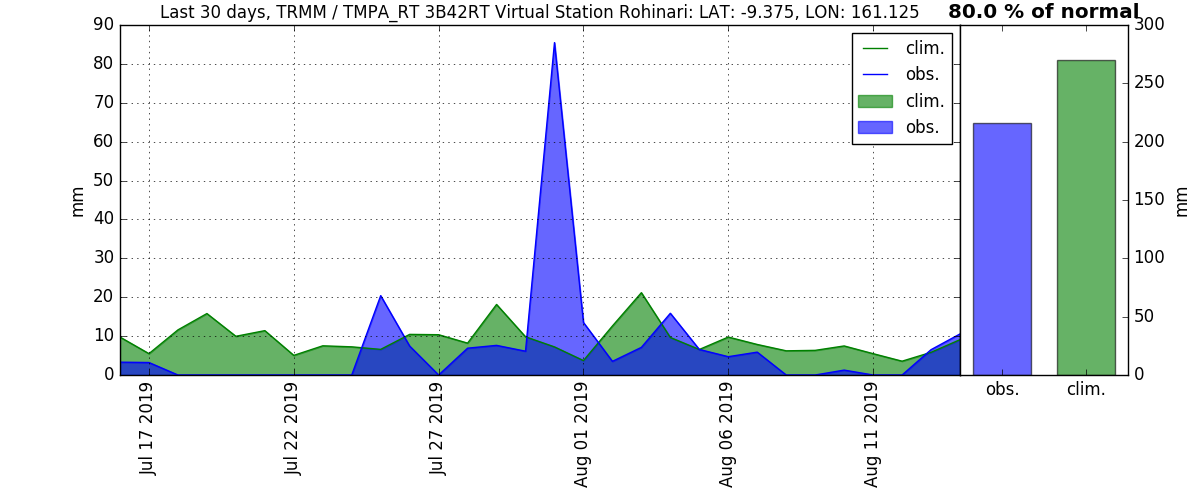 Last 30 days, TRMM / TMPA_RT 3B42RT Virtual Station Rohinari: LAT: -9.375, LON: 161.125
80.0 % of normal
90
80
70
60
50
40
30
20
10
0
mm
clim.
obs.
clim.
obs.
Jul 17 2019
Jul 22 2019
Jul 27 2019
Aug 01 2019
Aug 06 2019
Aug 11 2019
300
250
200
150
100
50
0
mm
obs.
clim.